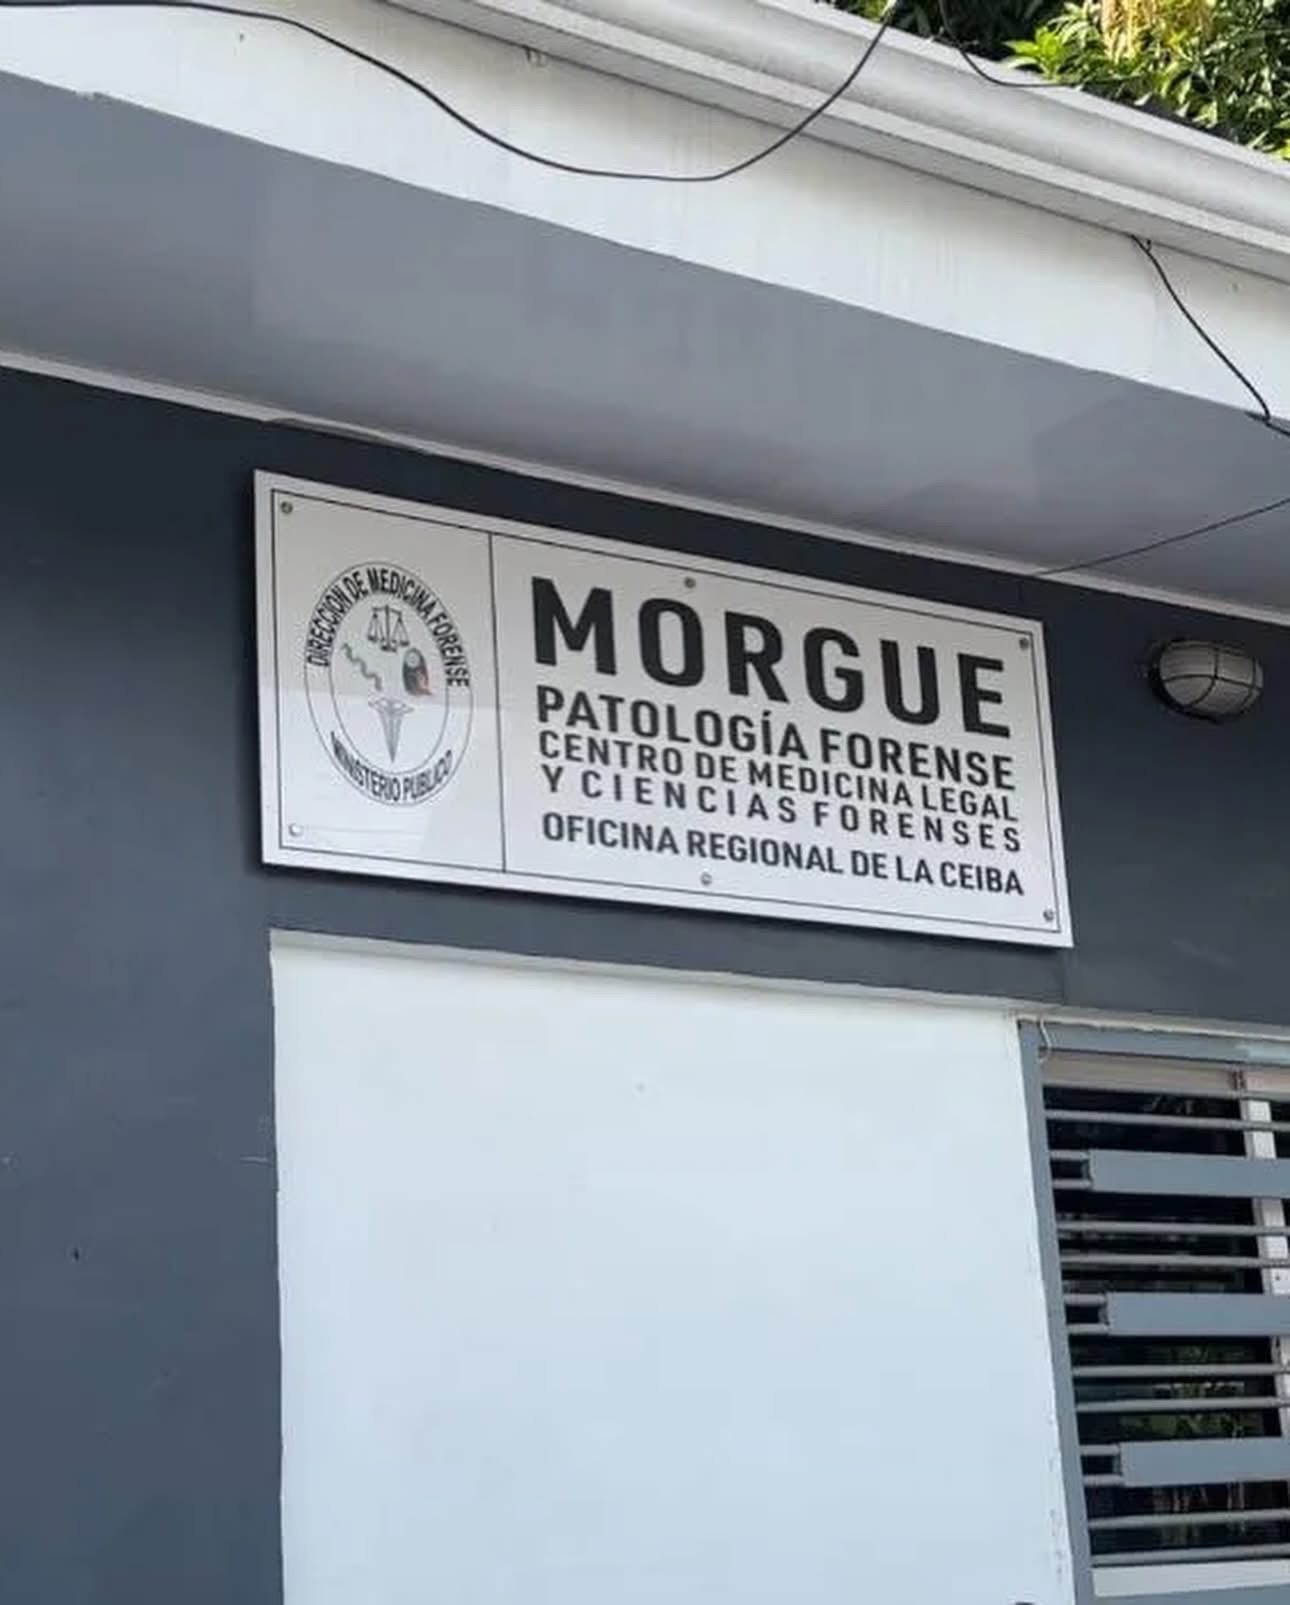 DIRECCION DE MEDICINA FORENSE
MINISTERIO PUBLICO
MORGUE
PATOLOGÍA FORENSE
CENTRO DE MEDICINA LEGAL
Y CIENCIAS FORENSES
OFICINA REGIONAL DE LA CEIBA